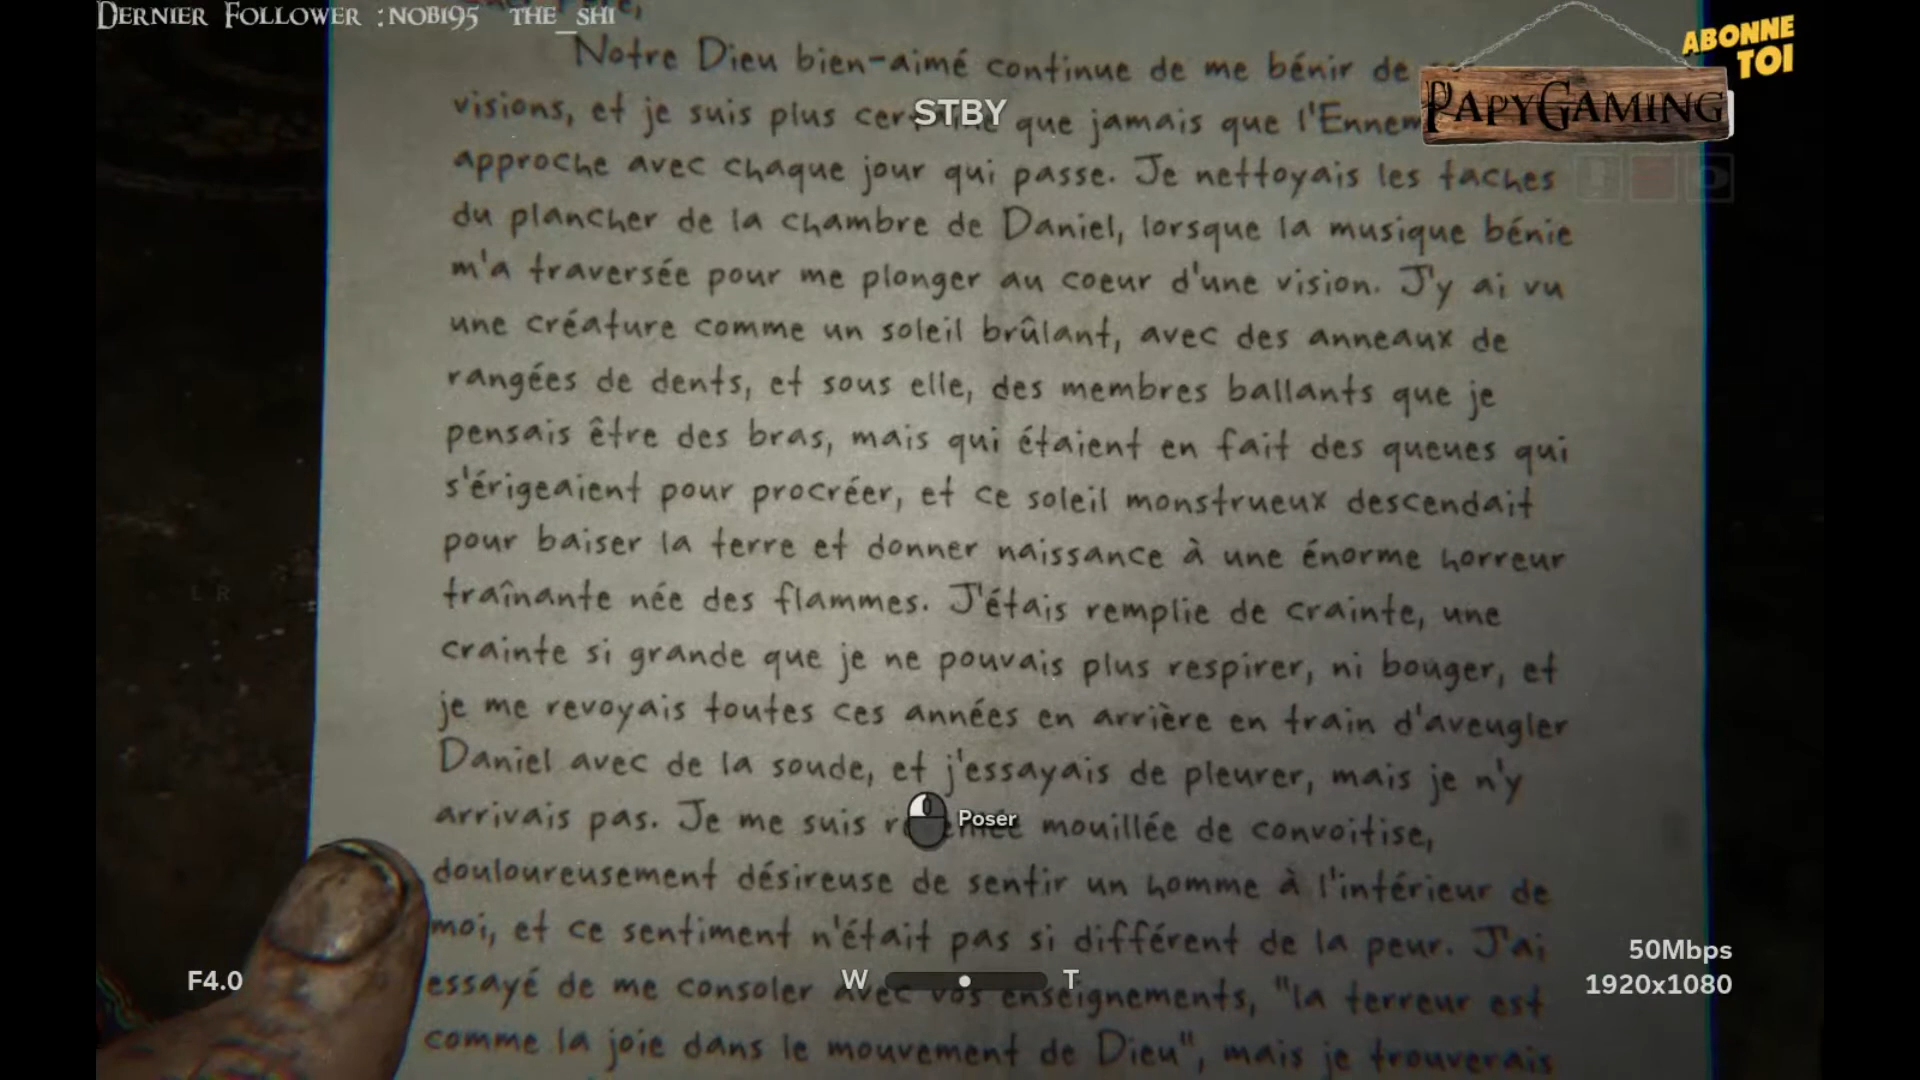 DERNIER FOLLOWER : NOBI95 THE_SHI
ABONNE
TOI
PAPYGAMING
STBY
Notre Dieu bien-aimé continue de me bénir de
visions, et je suis plus que jamais que l'Ennem
approche avec chaque jour qui passe. Je nettoyais les taches
du plancher de la chambre de Daniel, lorsque la musique bénie
m'a traversée pour me plonger au coeur d'une vision. J'y ai vu
une créature comme un soleil brûlant, avec des anneaux de
rangées de dents, et sous elle, des membres ballants que je
pensais être des bras, mais qui étaient en fait des queues qui
s'érigeaient pour procréer, et ce soleil monstrueux descendait
pour baiser la terre et donner naissance à une énorme horreur
traînante née des flammes. J'étais remplie de crainte, une
crainte si grande que je ne pouvais plus respirer, ni bouger, et
je me revoyais toutes ces années en arrière en train d'aveugler
Daniel avec de la soude, et j'essayais de pleurer, mais je n'y
arrivais pas. Je me suis mouillée de convoitise,
Poser
douloureusement désireuse de sentir un homme à l'intérieur de
moi, et ce sentiment n'était pas si différent de la peur. J'ai
essayé de me consoler avec vos enseignements, "la terreur est
comme la joie dans le mouvement de Dieu", mais je trouverais
F4.0
W T
50Mbps
1920x1080